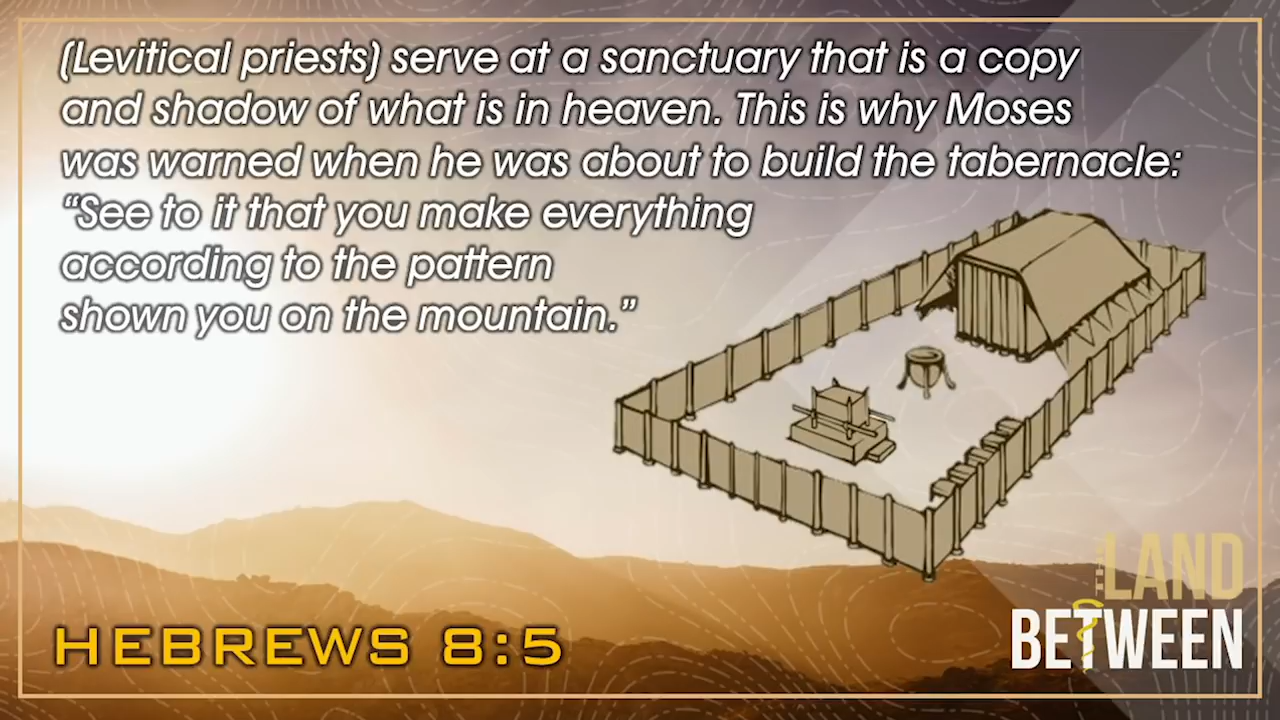 (Levitical priests) serve at a sanctuary that is a copy
and shadow of what is in heaven. This is why Moses
was warned when he was about to build the tabernacle:
“See to it that you make everything
according to the pattern
shown you on the mountain.”
HEBREWS 8:5
THE LAND
BETWEEN